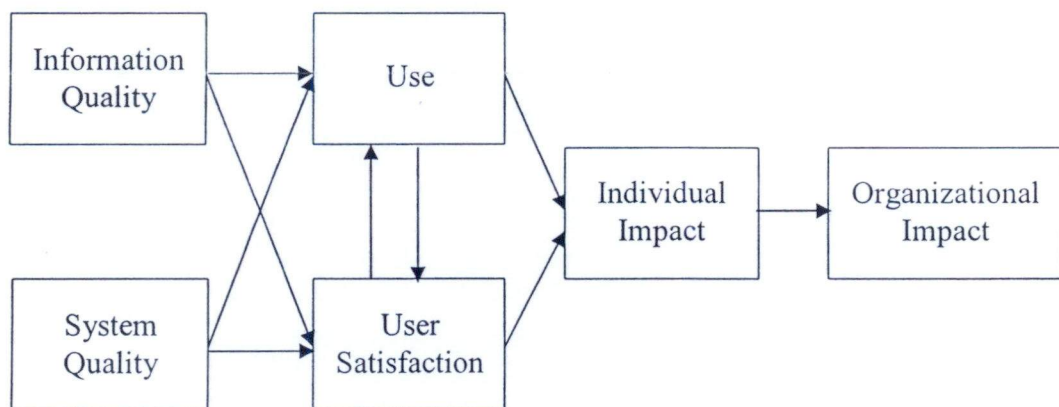 Information
Quality
Use
Individual
Impact
Organizational
Impact
System
Quality
User
Satisfaction